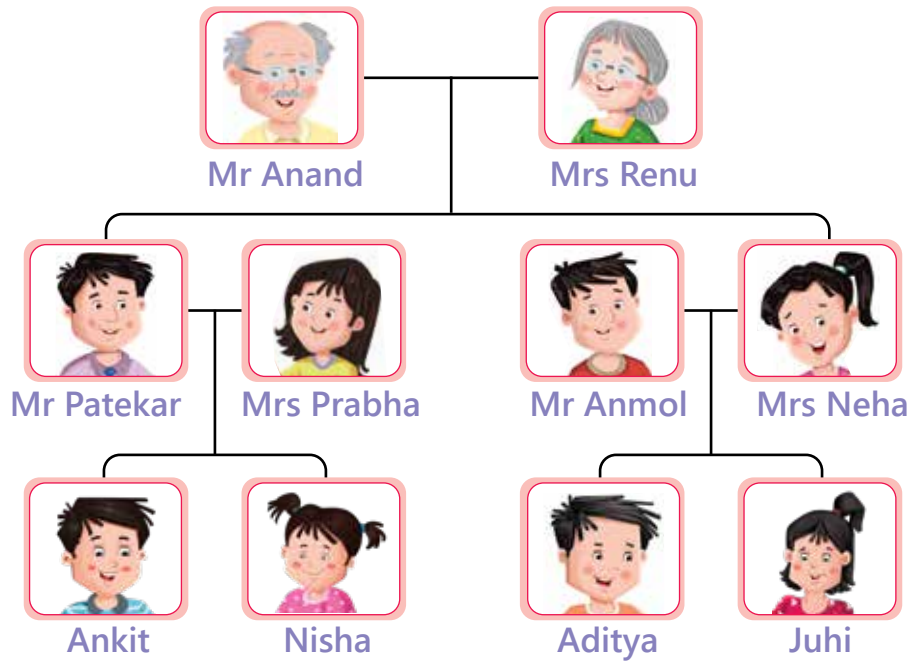 Mr Anand
Mrs Renu
Mr Patekar
Mrs Prabha
Mr Anmol
Mrs Neha
Ankit
Nisha
Aditya
Juhi